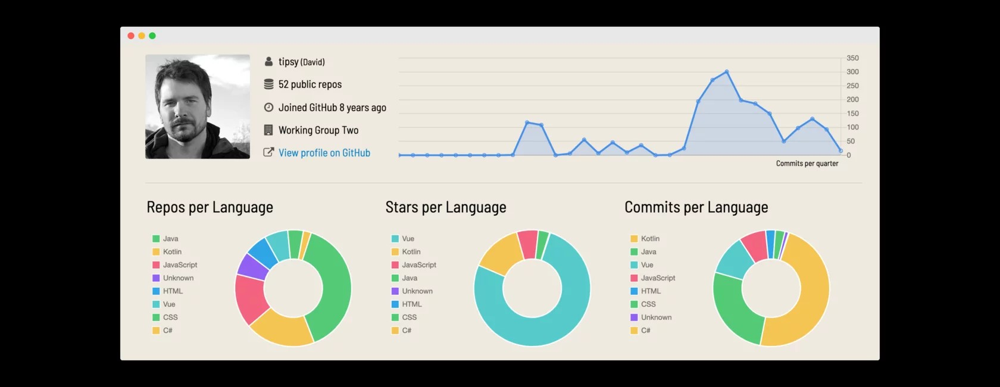 tipsy (David)
52 public repos
Joined GitHub 8 years ago
Working Group Two
View profile on GitHub
350
300
250
200
150
100
50
0
Commits per quarter
Repos per Language
Java
Kotlin
JavaScript
Unknown
HTML
Vue
CSS
C#
Stars per Language
Vue
Kotlin
JavaScript
Java
Unknown
HTML
CSS
C#
Commits per Language
Kotlin
Java
Vue
JavaScript
HTML
CSS
Unknown
C#